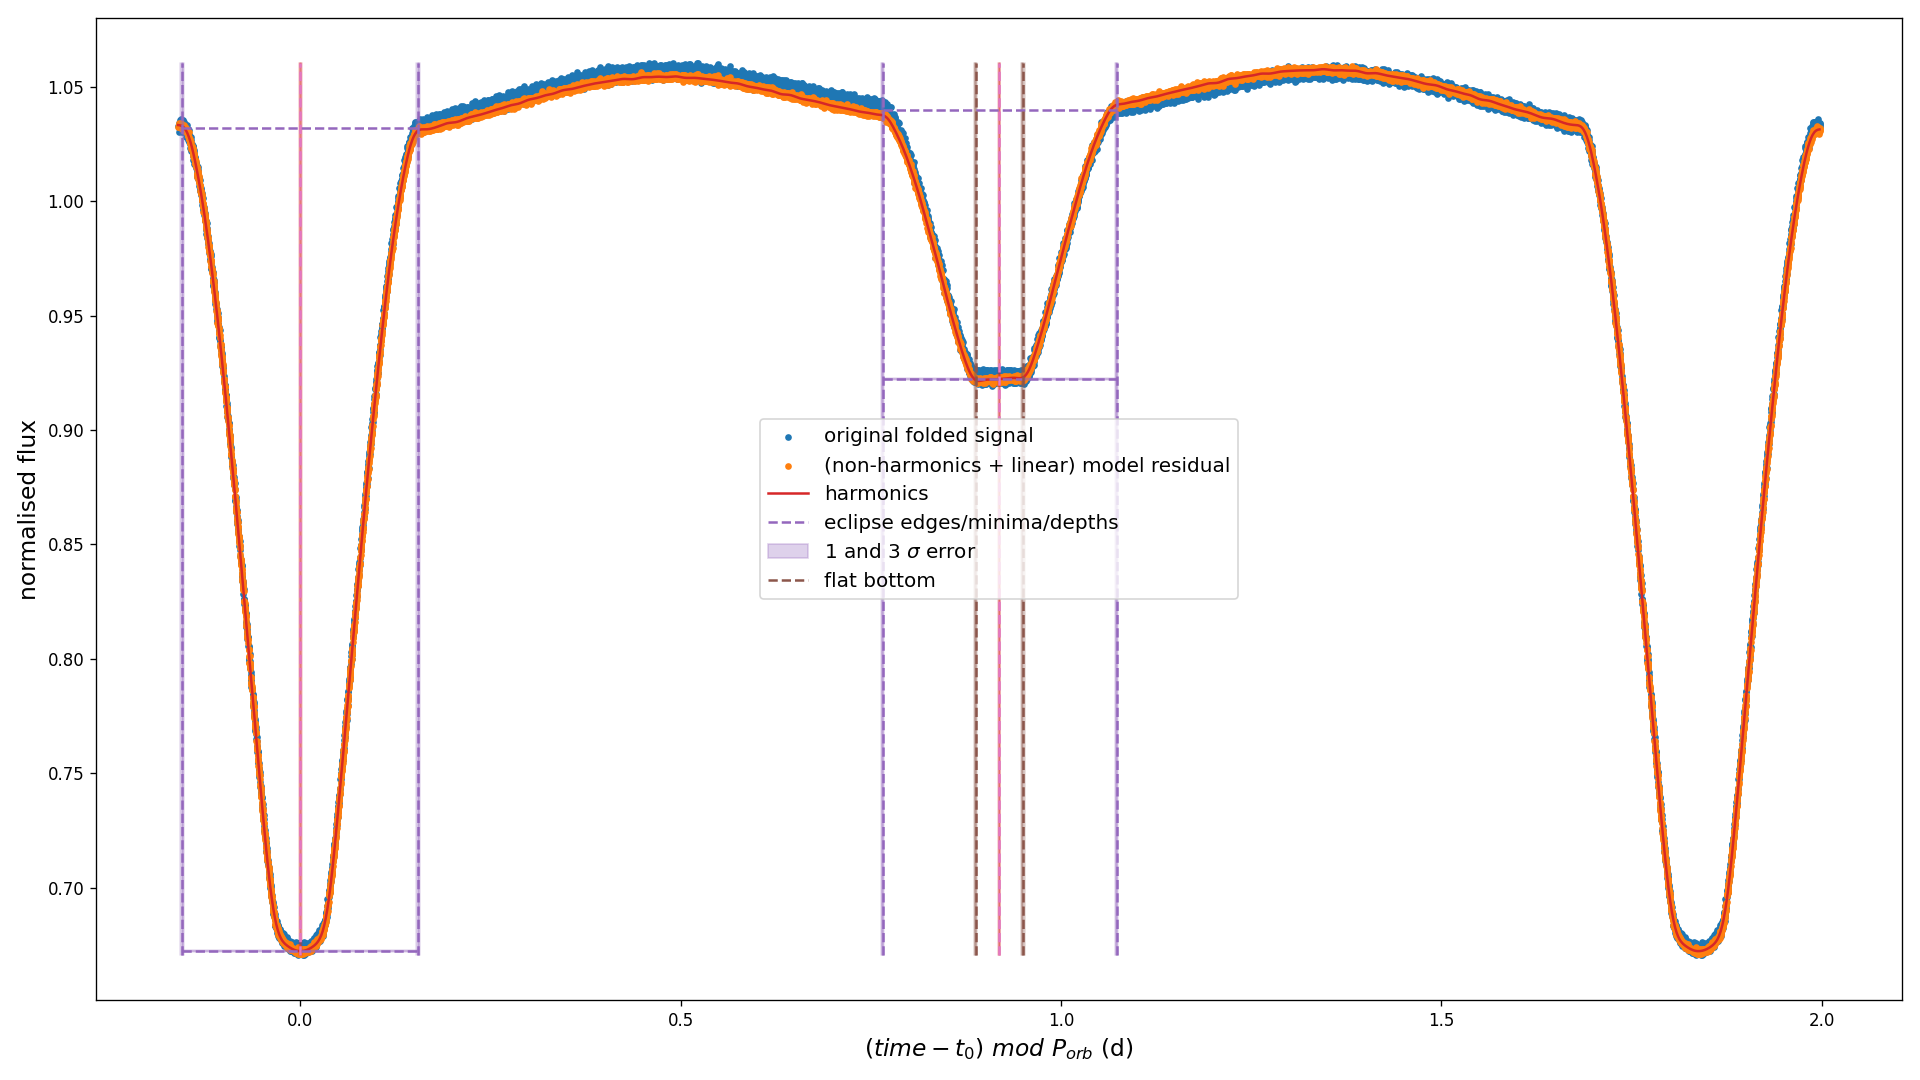 1.05
1.00
0.95
0.90
0.85
0.80
0.75
0.70
normalised flux
original folded signal
(non-harmonics + linear) model residual
harmonics
eclipse edges/minima/depths
1 and 3 σ error
flat bottom
0.0 0.5 1.0 1.5 2.0
(time − t₀) mod Pₒᵣb (d)